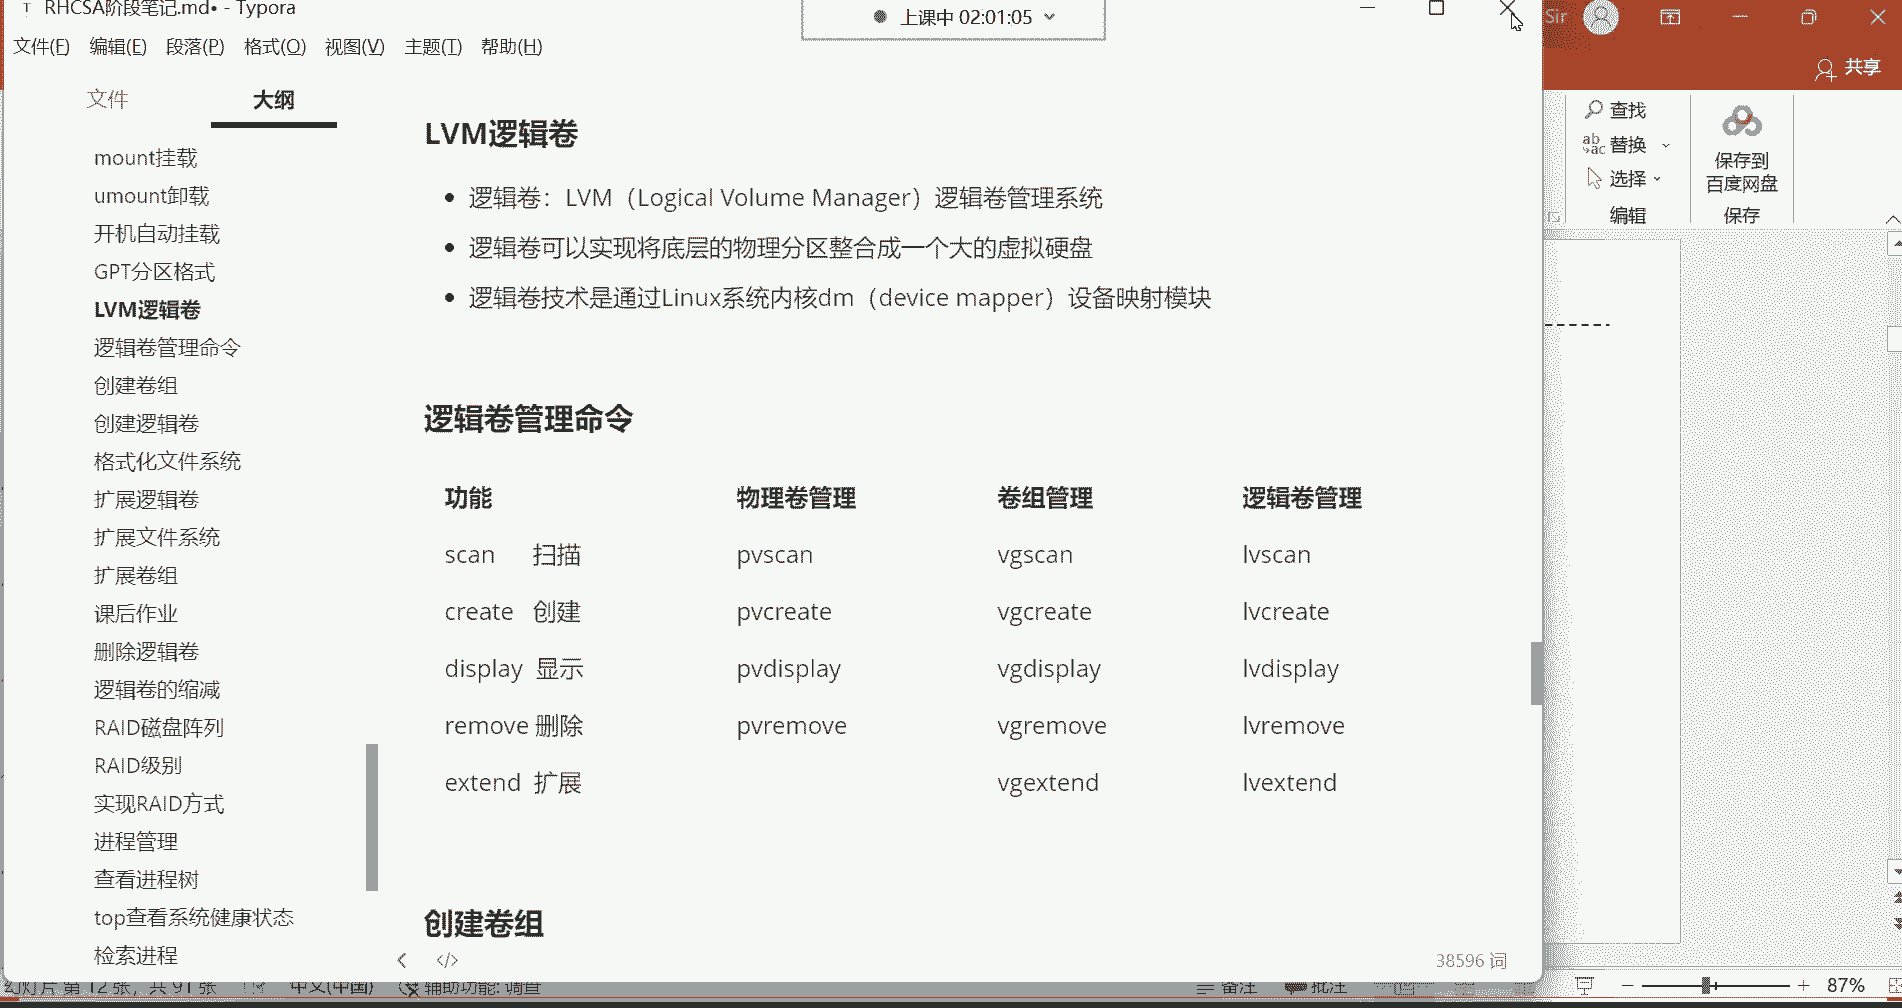 RHCSA阶段笔记.md• - Typora
上课中 02:01:05
Sir
文件(F) 编辑(E) 段落(P) 格式(O) 视图(V) 主题(T) 帮助(H)
共享
文件 大纲
mount挂载
umount卸载
开机自动挂载
GPT分区格式
LVM逻辑卷
逻辑卷管理命令
创建卷组
创建逻辑卷
格式化文件系统
扩展逻辑卷
扩展文件系统
扩展卷组
课后作业
删除逻辑卷
逻辑卷的缩减
RAID磁盘阵列
RAID级别
实现RAID方式
进程管理
查看进程树
top查看系统健康状态
检索进程
LVM逻辑卷
逻辑卷：LVM（Logical Volume Manager）逻辑卷管理系统
逻辑卷可以实现将底层的物理分区整合成一个大的虚拟硬盘
逻辑卷技术是通过Linux系统内核dm（device mapper）设备映射模块
逻辑卷管理命令
功能 物理卷管理 卷组管理 逻辑卷管理
scan 扫描 pvscan vgscan lvscan
create 创建 pvcreate vgcreate lvcreate
display 显示 pvdisplay vgdisplay lvdisplay
remove 删除 pvremove vgremove lvremove
extend 扩展 vgextend lvextend
创建卷组
38596 词
查找
替换
选择
编辑
保存到
百度网盘
保存
幻灯片 第 12 张，共 91 张 中文(中国) 辅助功能: 调查 备注 批注 87%